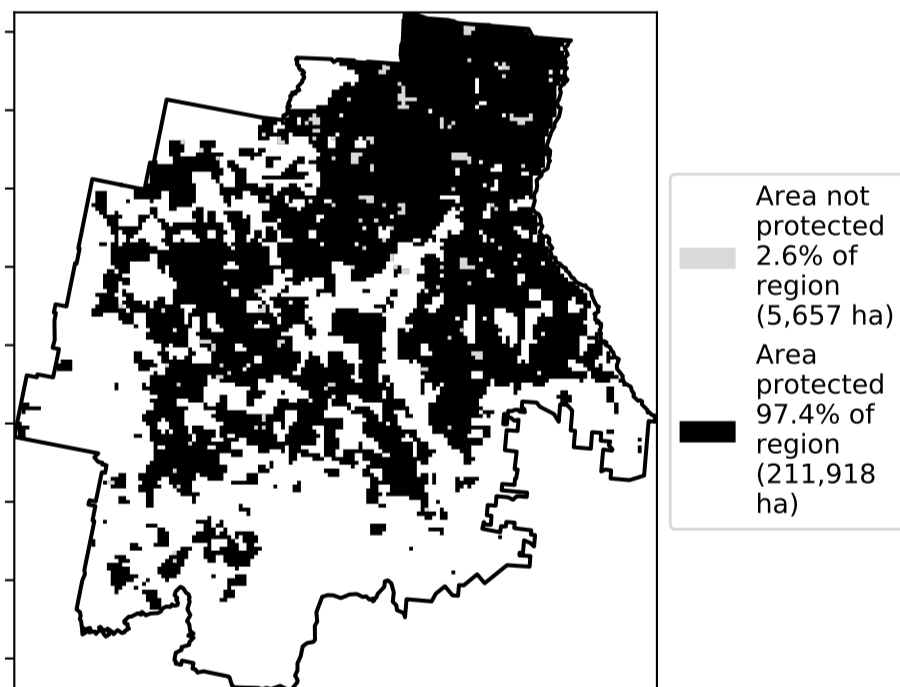 Area not
protected
2.6% of
region
(5,657 ha)
Area
protected
97.4% of
region
(211,918
ha)